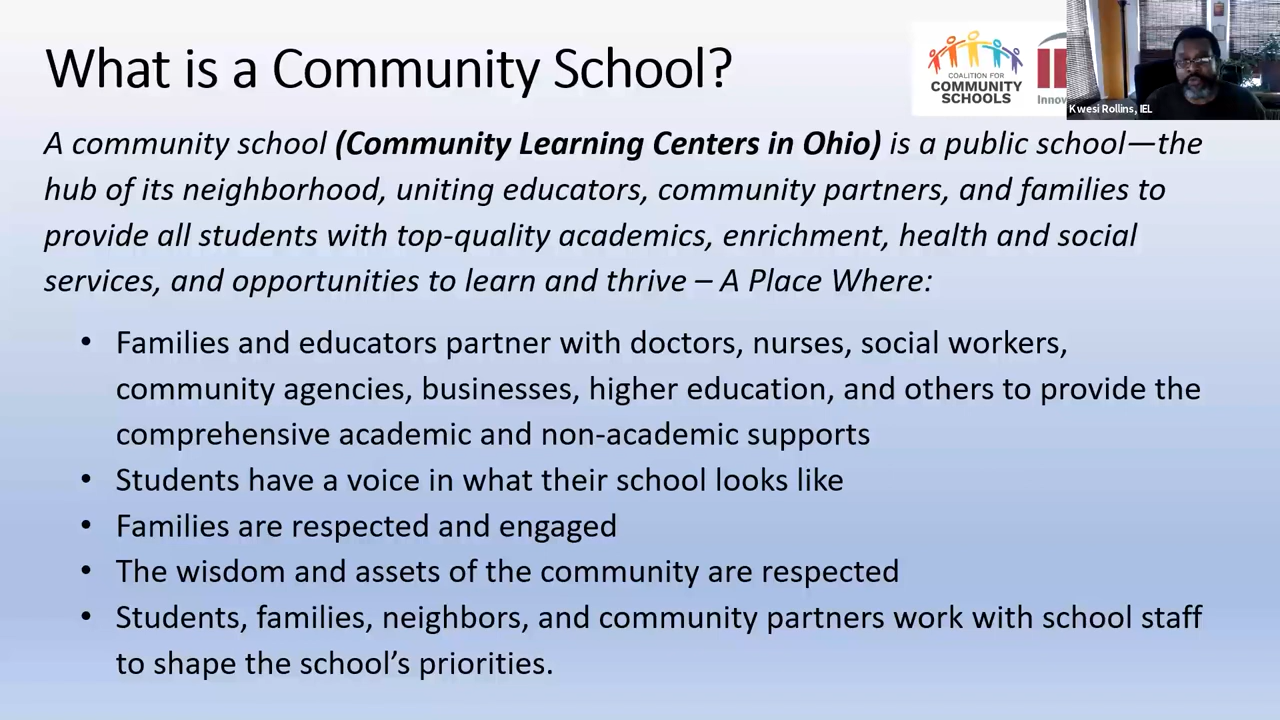 What is a Community School?
COALITION FOR
COMMUNITY
SCHOOLS
Kwesi Rollins, IEL
A community school (Community Learning Centers in Ohio) is a public school—the
hub of its neighborhood, uniting educators, community partners, and families to
provide all students with top-quality academics, enrichment, health and social
services, and opportunities to learn and thrive – A Place Where:
• Families and educators partner with doctors, nurses, social workers,
community agencies, businesses, higher education, and others to provide the
comprehensive academic and non-academic supports
• Students have a voice in what their school looks like
• Families are respected and engaged
• The wisdom and assets of the community are respected
• Students, families, neighbors, and community partners work with school staff
to shape the school’s priorities.